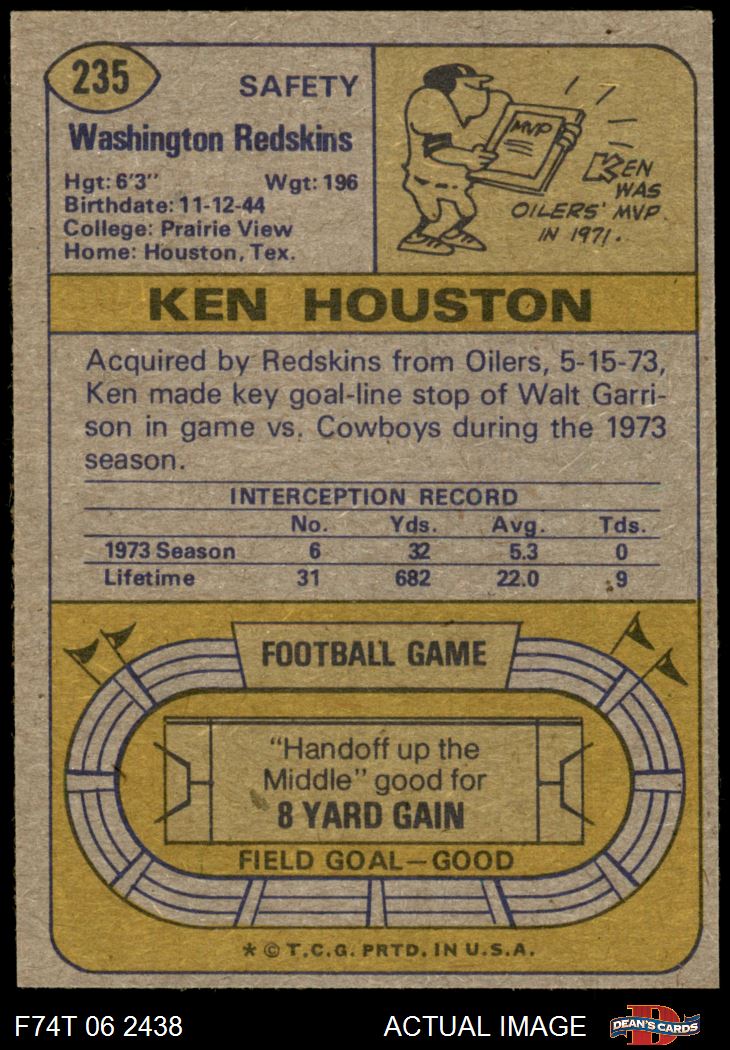 235
SAFETY
Washington Redskins
Hgt: 6'3" Wgt: 196
Birthdate: 11-12-44
College: Prairie View
Home: Houston, Tex.
MVP
KEN
WAS
OILERS' MVP
IN 1971.
KEN HOUSTON
Acquired by Redskins from Oilers, 5-15-73,
Ken made key goal-line stop of Walt Garri-
son in game vs. Cowboys during the 1973
season.
INTERCEPTION RECORD
No. Yds. Avg. Tds.
1973 Season 6 32 5.3 0
Lifetime 31 682 22.0 9
FOOTBALL GAME
"Handoff up the
Middle" good for
8 YARD GAIN
FIELD GOAL—GOOD
* © T.C.G. PRTD. IN U.S.A.
F74T 06 2438 ACTUAL IMAGE
D
DEAN'S CARDS